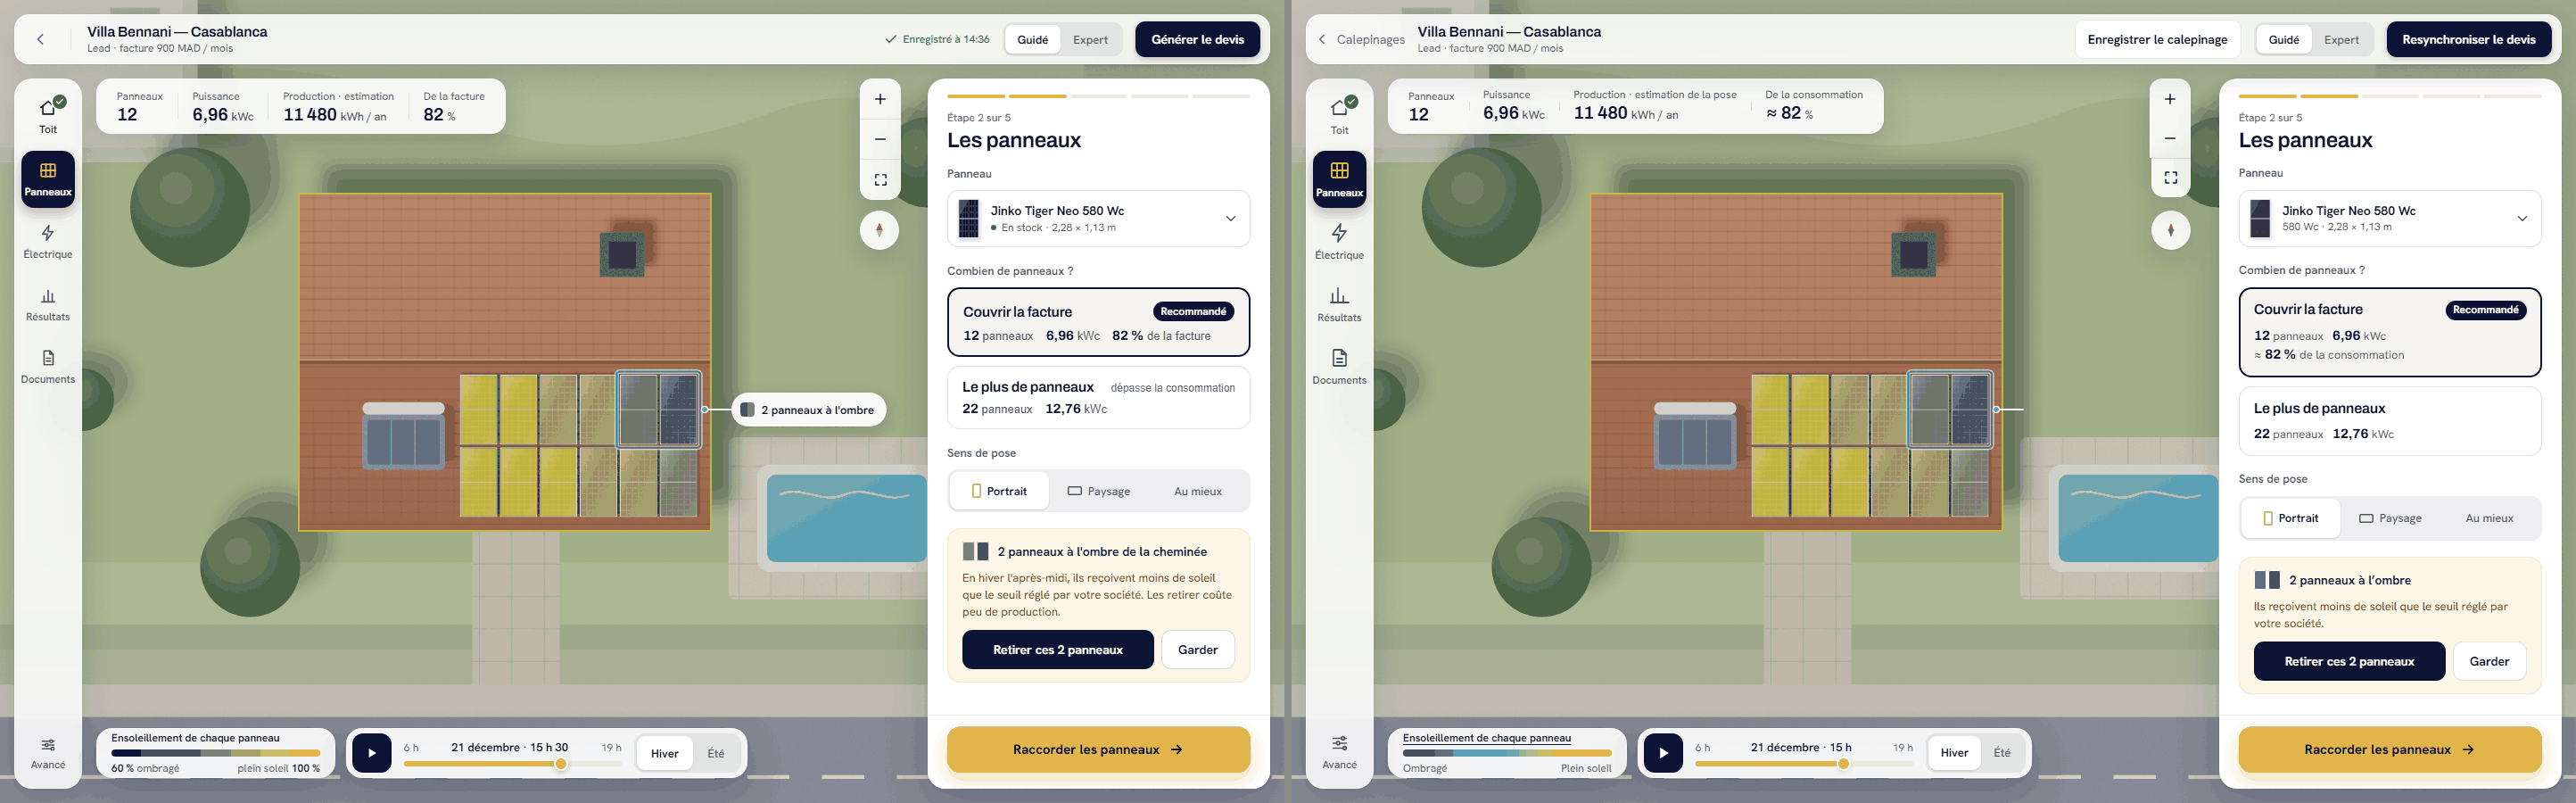 Villa Bennani — Casablanca
Lead · facture 900 MAD / mois
Enregistré à 14:36
Guidé
Expert
Générer le devis
Toit
Panneaux
Électrique
Résultats
Documents
Avancé
Panneaux
12
Puissance
6,96 kWc
Production · estimation
11 480 kWh / an
De la facture
82 %
2 panneaux à l'ombre
Étape 2 sur 5
Les panneaux
Panneau
Jinko Tiger Neo 580 Wc
En stock · 2,28 × 1,13 m
Combien de panneaux ?
Couvrir la facture
Recommandé
12 panneaux 6,96 kWc 82 % de la facture
Le plus de panneaux
dépasse la consommation
22 panneaux 12,76 kWc
Sens de pose
Portrait
Paysage
Au mieux
2 panneaux à l'ombre de la cheminée
En hiver l'après-midi, ils reçoivent moins de soleil
que le seuil réglé par votre société. Les retirer coûte
peu de production.
Retirer ces 2 panneaux
Garder
Raccorder les panneaux →
Ensoleillement de chaque panneau
60 % ombragé
plein soleil 100 %
6 h
21 décembre · 15 h 30
19 h
Hiver
Été
Calepinages
Villa Bennani — Casablanca
Lead · facture 900 MAD / mois
Enregistrer le calepinage
Guidé
Expert
Resynchroniser le devis
Toit
Panneaux
Électrique
Résultats
Documents
Avancé
Panneaux
12
Puissance
6,96 kWc
Production · estimation de la pose
11 480 kWh / an
De la consommation
≈ 82 %
Étape 2 sur 5
Les panneaux
Panneau
Jinko Tiger Neo 580 Wc
580 Wc · 2,28 × 1,13 m
Combien de panneaux ?
Couvrir la facture
Recommandé
12 panneaux 6,96 kWc
≈ 82 % de la consommation
Le plus de panneaux
22 panneaux 12,76 kWc
Sens de pose
Portrait
Paysage
Au mieux
2 panneaux à l’ombre
Ils reçoivent moins de soleil que le seuil réglé par
votre société.
Retirer ces 2 panneaux
Garder
Raccorder les panneaux →
Ensoleillement de chaque panneau
Ombragé
Plein soleil
6 h
21 décembre · 15 h
19 h
Hiver
Été